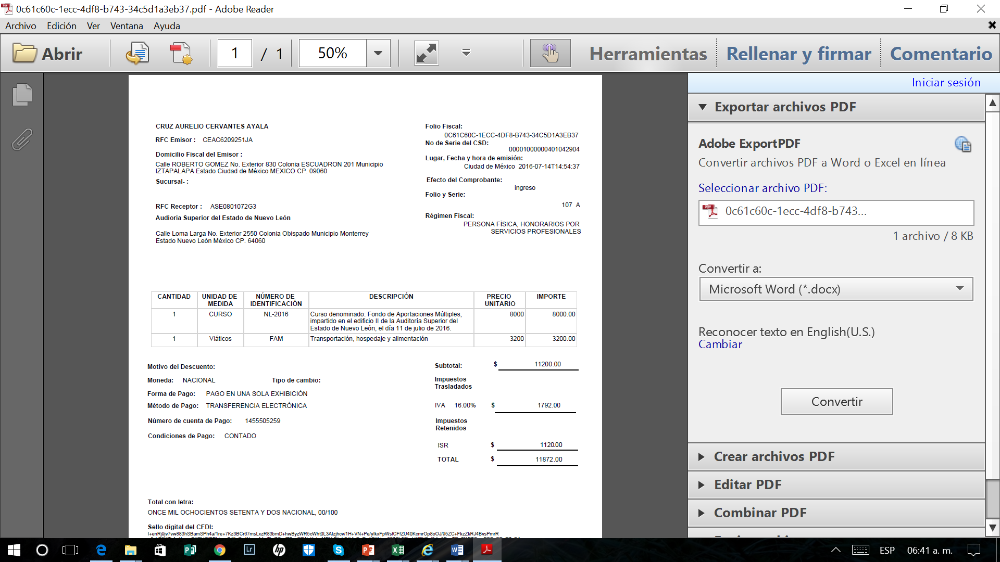 0c61c60c-1ecc-4df8-b743-34c5d1a3eb37.pdf - Adobe Reader
Archivo Edición Ver Ventana Ayuda
Abrir 1 / 1 50% Herramientas Rellenar y firmar Comentario
Iniciar sesión
Exportar archivos PDF
Adobe ExportPDF
Convertir archivos PDF a Word o Excel en línea
Seleccionar archivo PDF:
0c61c60c-1ecc-4df8-b743...
1 archivo / 8 KB
Convertir a:
Microsoft Word (*.docx)
Reconocer texto en English(U.S.)
Cambiar
Convertir
Crear archivos PDF
Editar PDF
Combinar PDF
CRUZ AURELIO CERVANTES AYALA
RFC Emisor : CEAC6209251JA
Domicilio Fiscal del Emisor :
Calle ROBERTO GOMEZ No. Exterior 830 Colonia ESCUADRON 201 Municipio
IZTAPALAPA Estado Ciudad de México MEXICO CP. 09060
Sucursal- :
RFC Receptor : ASE0801072G3
Audioria Superior del Estado de Nuevo León
Calle Loma Larga No. Exterior 2550 Colonia Obispado Municipio Monterrey
Estado Nuevo León México CP. 64060
Folio Fiscal:
0C61C60C-1ECC-4DF8-B743-34C5D1A3EB37
No de Serie del CSD:
00001000000401042904
Lugar, Fecha y hora de emisión:
Ciudad de México 2016-07-14T14:54:37
Efecto del Comprobante:
ingreso
Folio y Serie:
107 A
Régimen Fiscal:
PERSONA FÍSICA, HONORARIOS POR
SERVICIOS PROFESIONALES
CANTIDAD UNIDAD DE MEDIDA NÚMERO DE IDENTIFICACIÓN DESCRIPCIÓN PRECIO UNITARIO IMPORTE
1 CURSO NL-2016 Curso denominado: Fondo de Aportaciones Múltiples, 8000 8000.00
impartido en el edificio II de la Auditoría Superior del
Estado de Nuevo León, el día 11 de julio de 2016.
1 Viáticos FAM Transportación, hospedaje y alimentación 3200 3200.00
Motivo del Descuento:
Moneda: NACIONAL Tipo de cambio:
Forma de Pago: PAGO EN UNA SOLA EXHIBICIÓN
Método de Pago: TRANSFERENCIA ELECTRÓNICA
Número de cuenta de Pago: 1455505259
Condiciones de Pago: CONTADO
Subtotal: $ 11200.00
Impuestos
Trasladados
IVA 16.00% $ 1792.00
Impuestos
Retenidos
ISR $ 1120.00
TOTAL $ 11872.00
Total con letra:
ONCE MIL OCHOCIENTOS SETENTA Y DOS NACIONAL, 00/100
Sello digital del CFDI:
ESP 06:41 a. m.